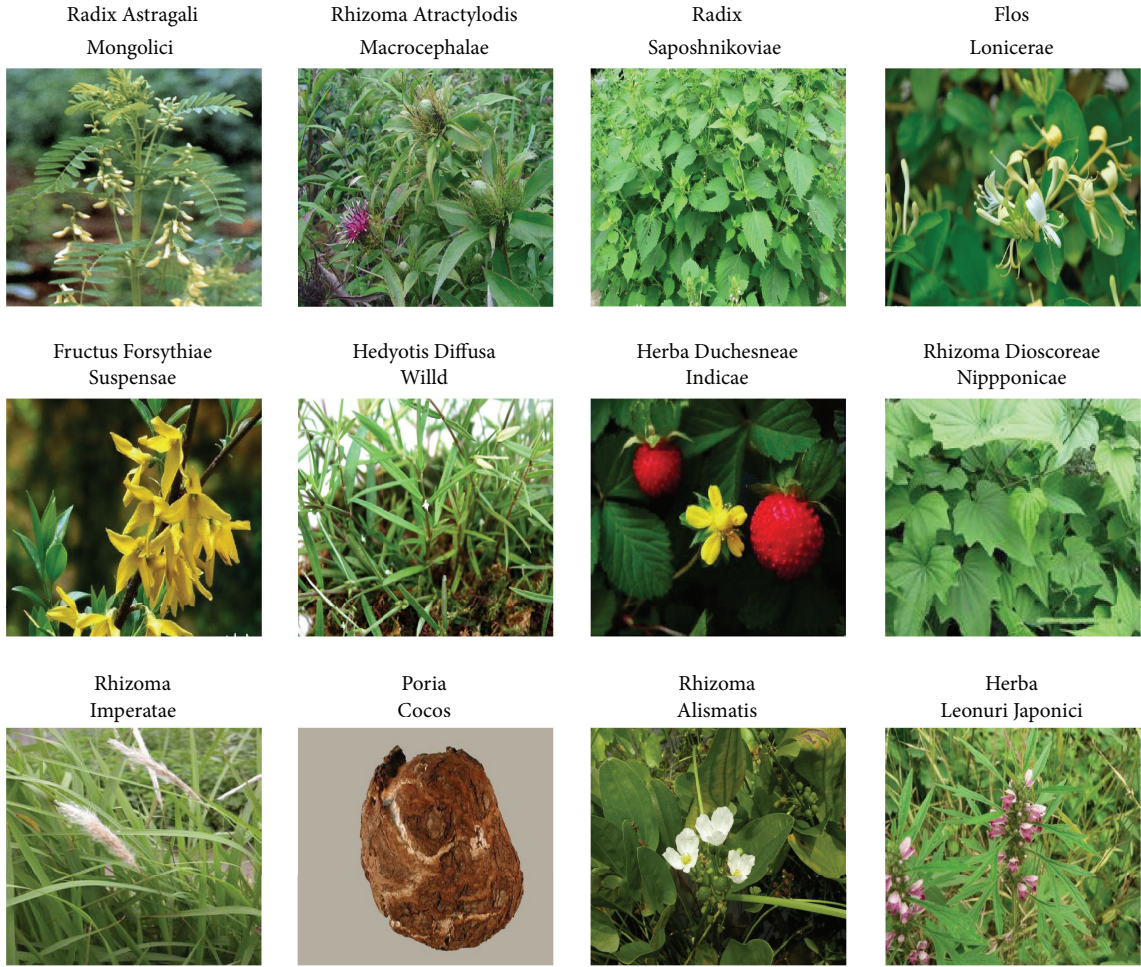 Radix Astragali
Mongolici
Rhizoma Atractylodis
Macrocephalae
Radix
Saposhnikoviae
Flos
Lonicerae
Fructus Forsythiae
Suspensae
Hedyotis Diffusa
Willd
Herba Duchesneae
Indicae
Rhizoma Dioscoreae
Nippponicae
Rhizoma
Imperatae
Poria
Cocos
Rhizoma
Alismatis
Herba
Leonuri Japonici